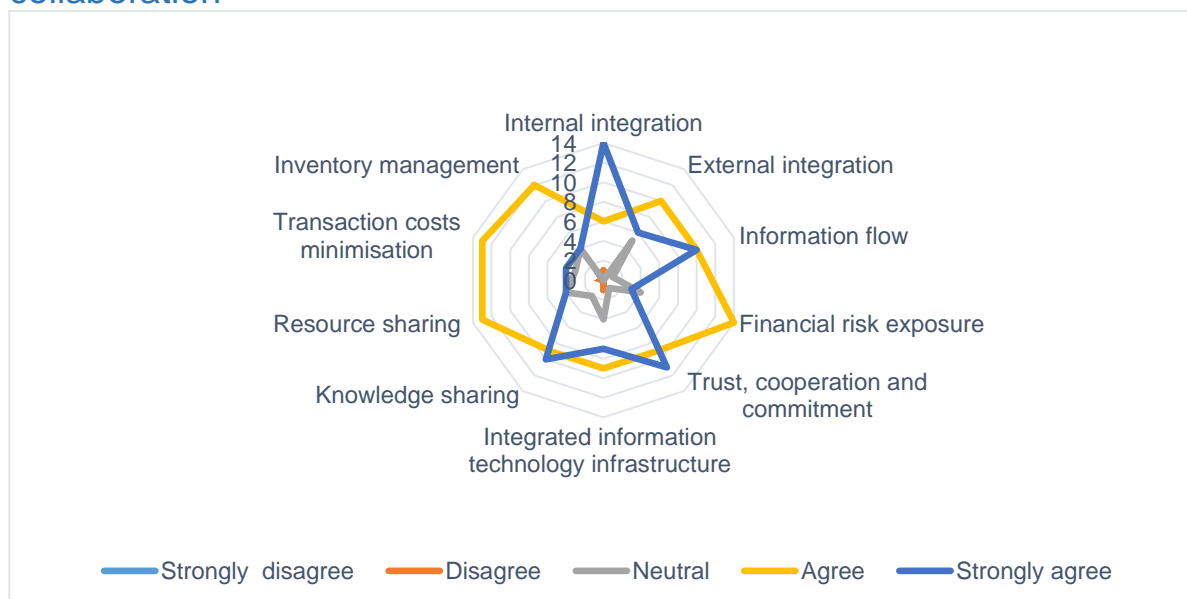 collaboration
Internal integration
14
12
10
8
6
4
2
0
External integration
Information flow
Financial risk exposure
Trust, cooperation and
commitment
Integrated information
technology infrastructure
Knowledge sharing
Resource sharing
Transaction costs
minimisation
Inventory management
Strongly  disagree
Disagree
Neutral
Agree
Strongly agree